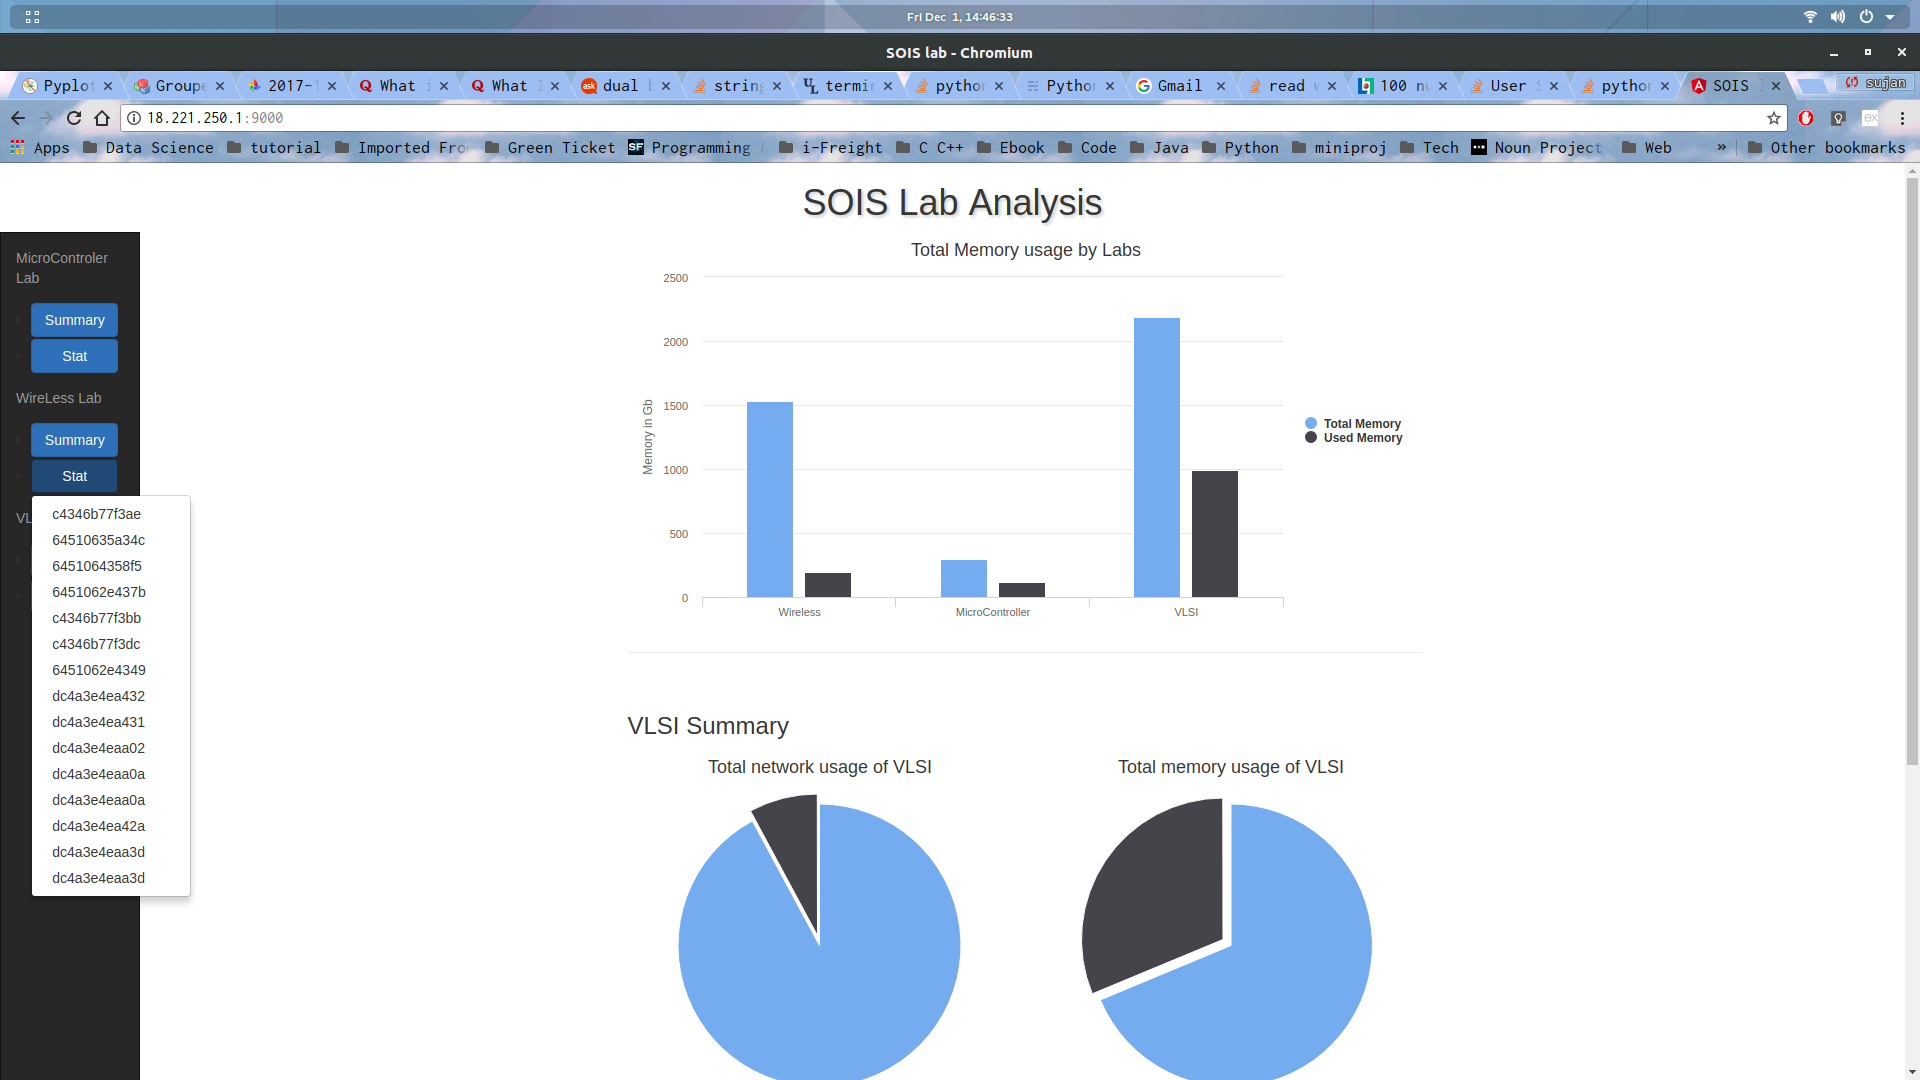 Fri Dec 1, 14:46:33
SOIS lab - Chromium
Pyplot Groupe 2017- What What dual string termin python Python Gmail read 100 User python SOIS sujan
18.221.250.1:9000
Apps Data Science tutorial Imported Fro Green Ticket SF Programming i-Freight C C++ Ebook Code Java Python miniproj Tech Noun Project Web » Other bookmarks
SOIS Lab Analysis
MicroControler
Lab
Summary
Stat
WireLess Lab
Summary
Stat
VL
c4346b77f3ae
64510635a34c
6451064358f5
6451062e437b
c4346b77f3bb
c4346b77f3dc
6451062e4349
dc4a3e4ea432
dc4a3e4ea431
dc4a3e4eaa02
dc4a3e4eaa0a
dc4a3e4eaa0a
dc4a3e4ea42a
dc4a3e4eaa3d
dc4a3e4eaa3d
Total Memory usage by Labs
Memory in Gb
2500
2000
1500
1000
500
0
Wireless MicroController VLSI
Total Memory
Used Memory
VLSI Summary
Total network usage of VLSI
Total memory usage of VLSI